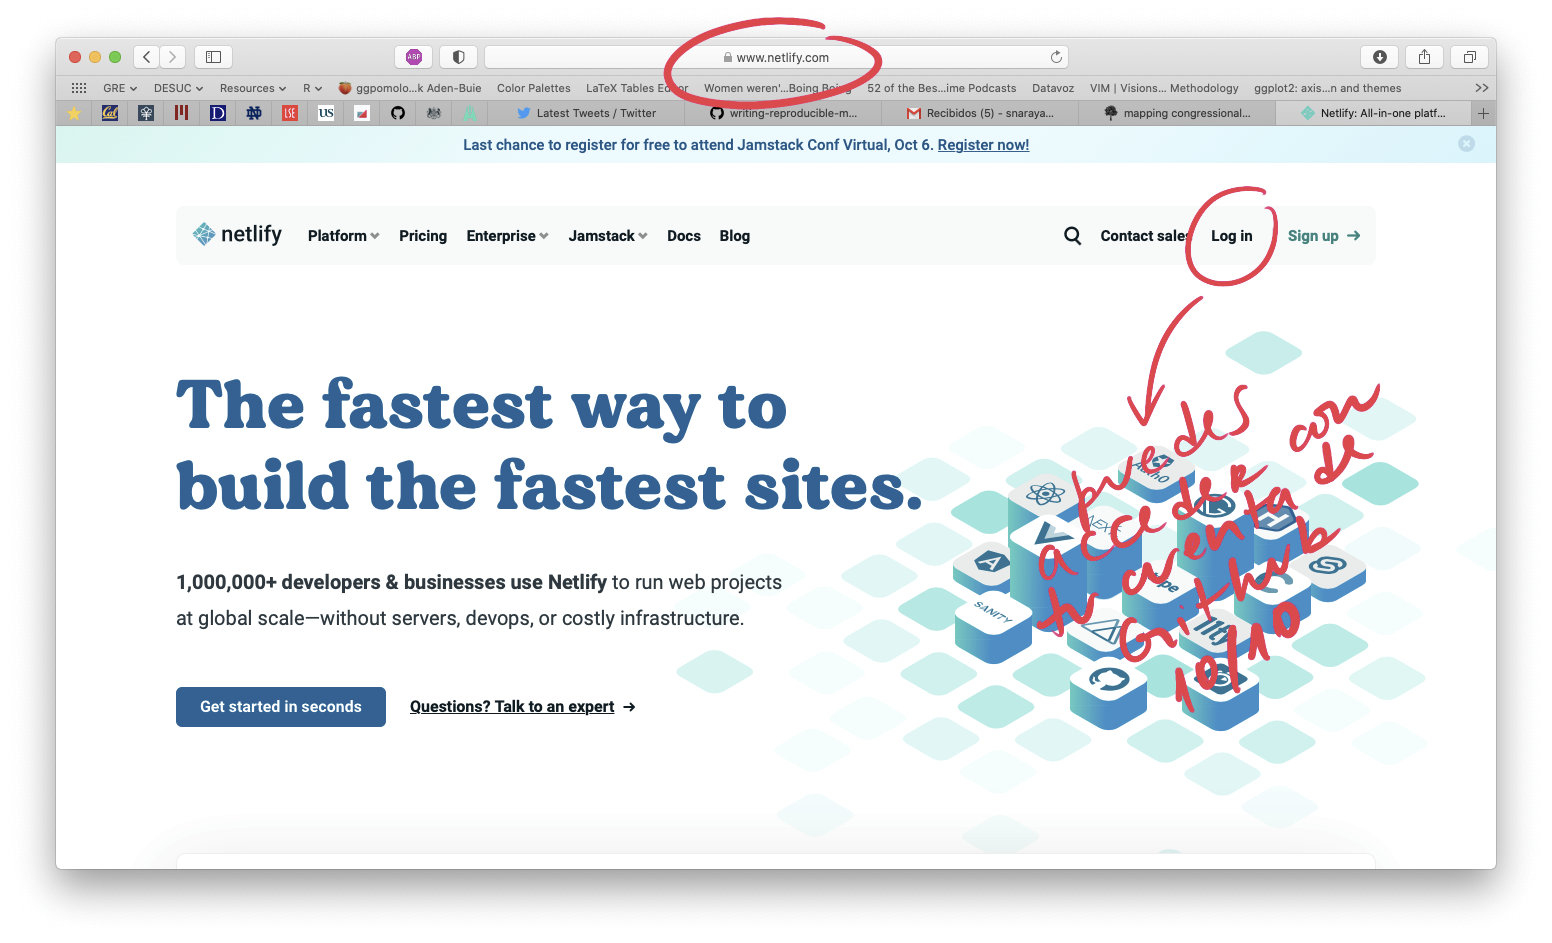 www.netlify.com
GRE DESUC Resources R ggpomolo...k Aden-Buie Color Palettes LaTeX Tables Editor Women weren'...Boing Boing 52 of the Bes...ime Podcasts Datavoz VIM | Visions... Methodology ggplot2: axis...n and themes
Cal D US Latest Tweets / Twitter writing-reproducible-m... Recibidos (5) - snaraya... mapping congressional... Netlify: All-in-one platf...
Last chance to register for free to attend Jamstack Conf Virtual, Oct 6. Register now!
netlify Platform Pricing Enterprise Jamstack Docs Blog Contact sales Log in Sign up →
The fastest way to
build the fastest sites.
1,000,000+ developers & businesses use Netlify to run web projects
at global scale—without servers, devops, or costly infrastructure.
Get started in seconds Questions? Talk to an expert →
puedes
acceder con
tu cuenta de
Github
SANITY